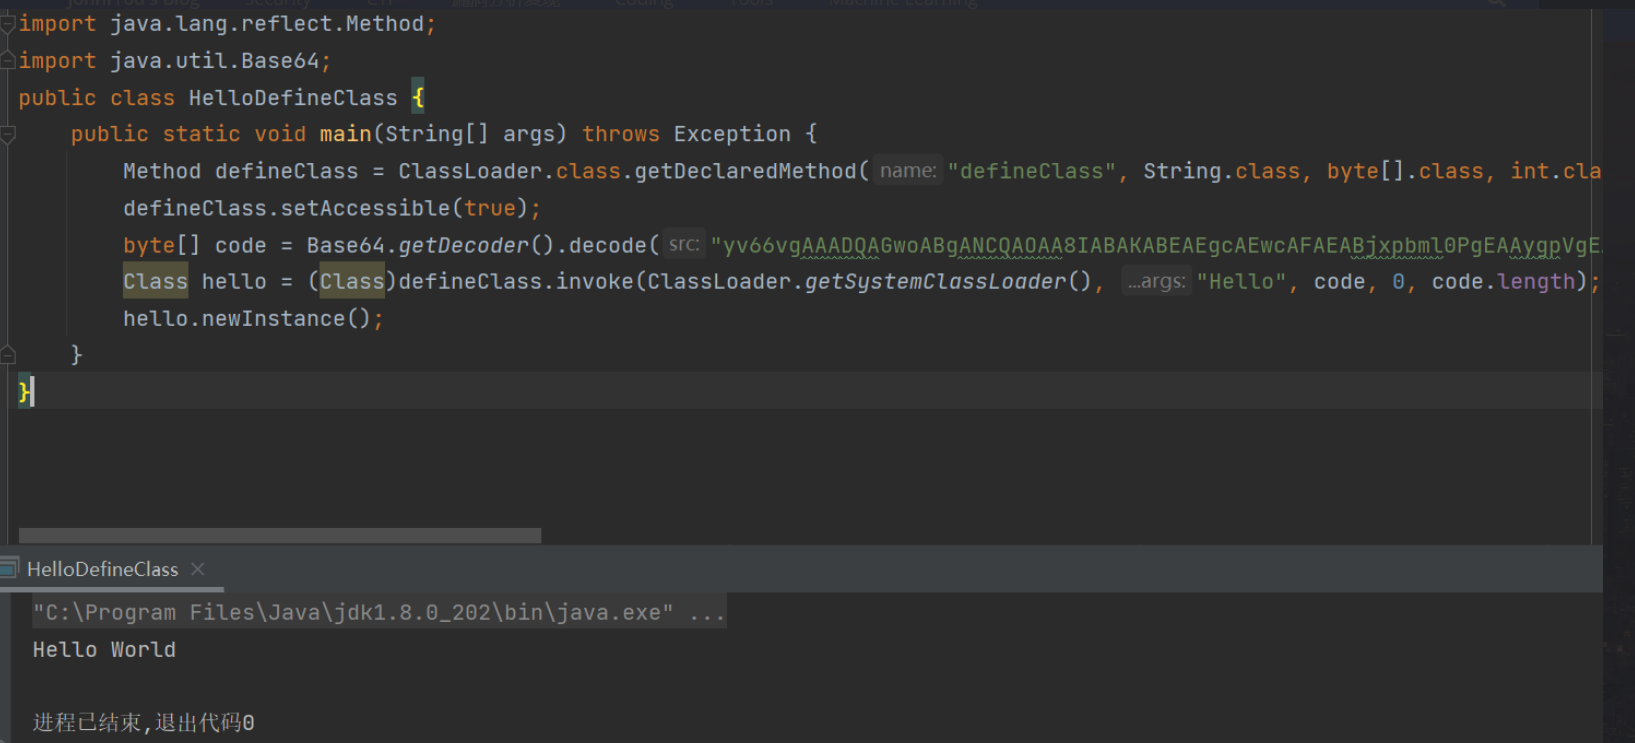 import java.lang.reflect.Method;
import java.util.Base64;
public class HelloDefineClass {
public static void main(String[] args) throws Exception {
Method defineClass = ClassLoader.class.getDeclaredMethod( name: "defineClass", String.class, byte[].class, int.cla
defineClass.setAccessible(true);
byte[] code = Base64.getDecoder().decode( src: "yv66vgAAADQAGwoABgANCQAOAA8IABAKABEAEgcAEwcAFAEABjxpbml0PgEAAygpVgE
Class hello = (Class)defineClass.invoke(ClassLoader.getSystemClassLoader(), ...args: "Hello", code, 0, code.length);
hello.newInstance();
}
}
HelloDefineClass
"C:\Program Files\Java\jdk1.8.0_202\bin\java.exe" ...
Hello World
进程已结束,退出代码0